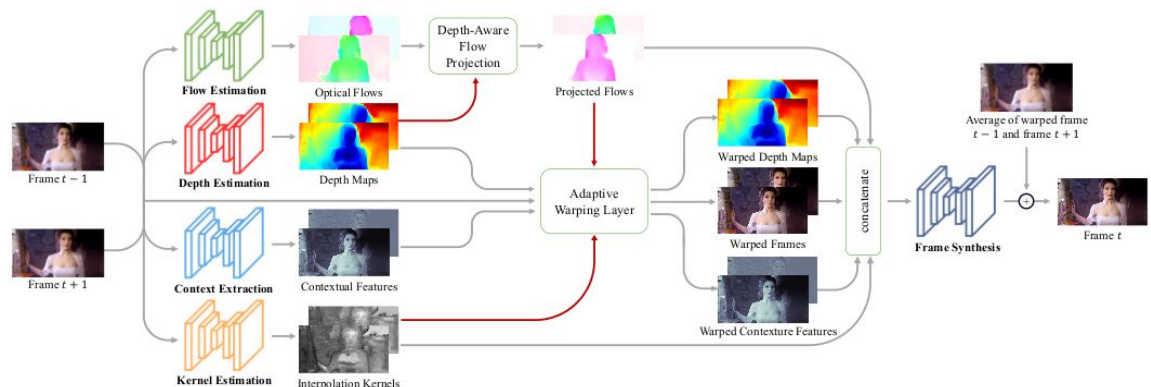 Frame t − 1
Frame t + 1
Flow Estimation
Depth Estimation
Context Extraction
Kernel Estimation
Optical Flows
Depth Maps
Contextual Features
Interpolation Kernels
Depth-Aware
Flow
Projection
Projected Flows
Adaptive
Warping Layer
Warped Depth Maps
Warped Frames
Warped Contexture Features
concatenate
Frame Synthesis
Average of warped frame
t − 1 and frame t + 1
+
Frame t